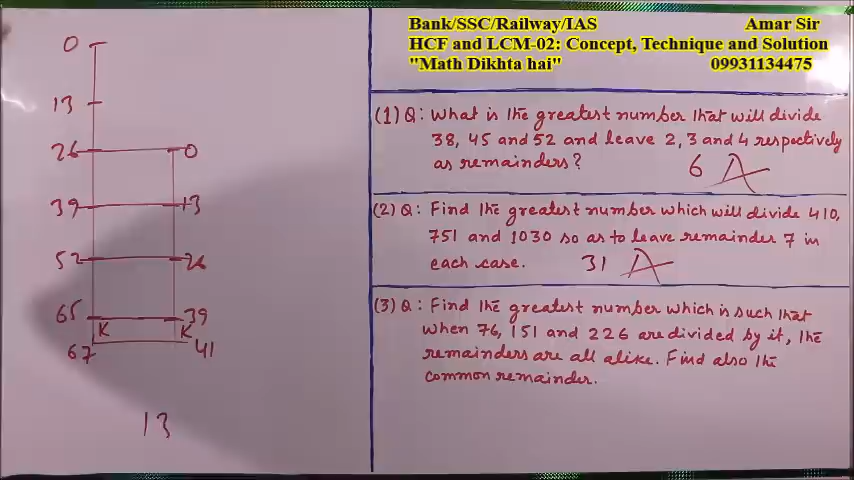 Bank/SSC/Railway/IAS Amar Sir
HCF and LCM-02: Concept, Technique and Solution
"Math Dikhta hai" 09931134475
0
13
26 0
39 13
52 26
65 39
K K
67 41
13
(1) Q: What is the greatest number that will divide
38, 45 and 52 and leave 2, 3 and 4 respectively
as remainders?
6 A
(2) Q: Find the greatest number which will divide 410,
751 and 1030 so as to leave remainder 7 in
each case. 31 A
(3) Q: Find the greatest number which is such that
when 76, 151 and 226 are divided by it, the
remainders are all alike. Find also the
common remainder.